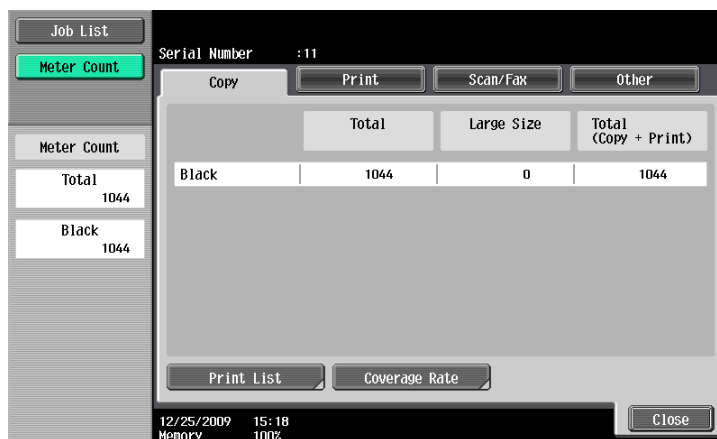 Job List
Meter Count
Serial Number :11
Copy Print Scan/Fax Other
Meter Count
Total
1044
Black
1044
Total Large Size Total
(Copy + Print)
Black 1044 0 1044
Print List Coverage Rate
12/25/2009 15:18
Memory 100%
Close